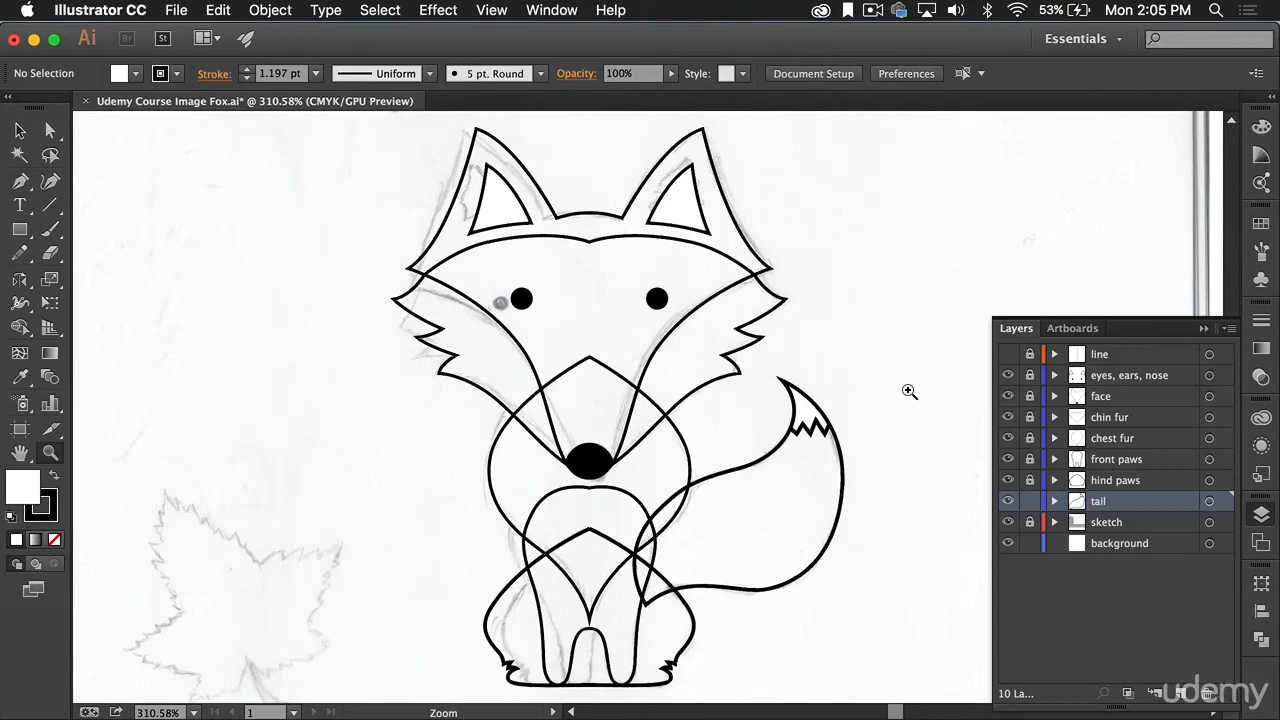 Illustrator CC File Edit Object Type Select Effect View Window Help 53% Mon 2:05 PM
Ai Br St Essentials
No Selection Stroke: 1.197 pt Uniform 5 pt. Round Opacity: 100% Style: Document Setup Preferences
× Udemy Course Image Fox.ai* @ 310.58% (CMYK/GPU Preview)
Layers Artboards
line
eyes, ears, nose
face
chin fur
chest fur
front paws
hind paws
tail
sketch
background
10 La...
udemy
310.58% 1 Zoom